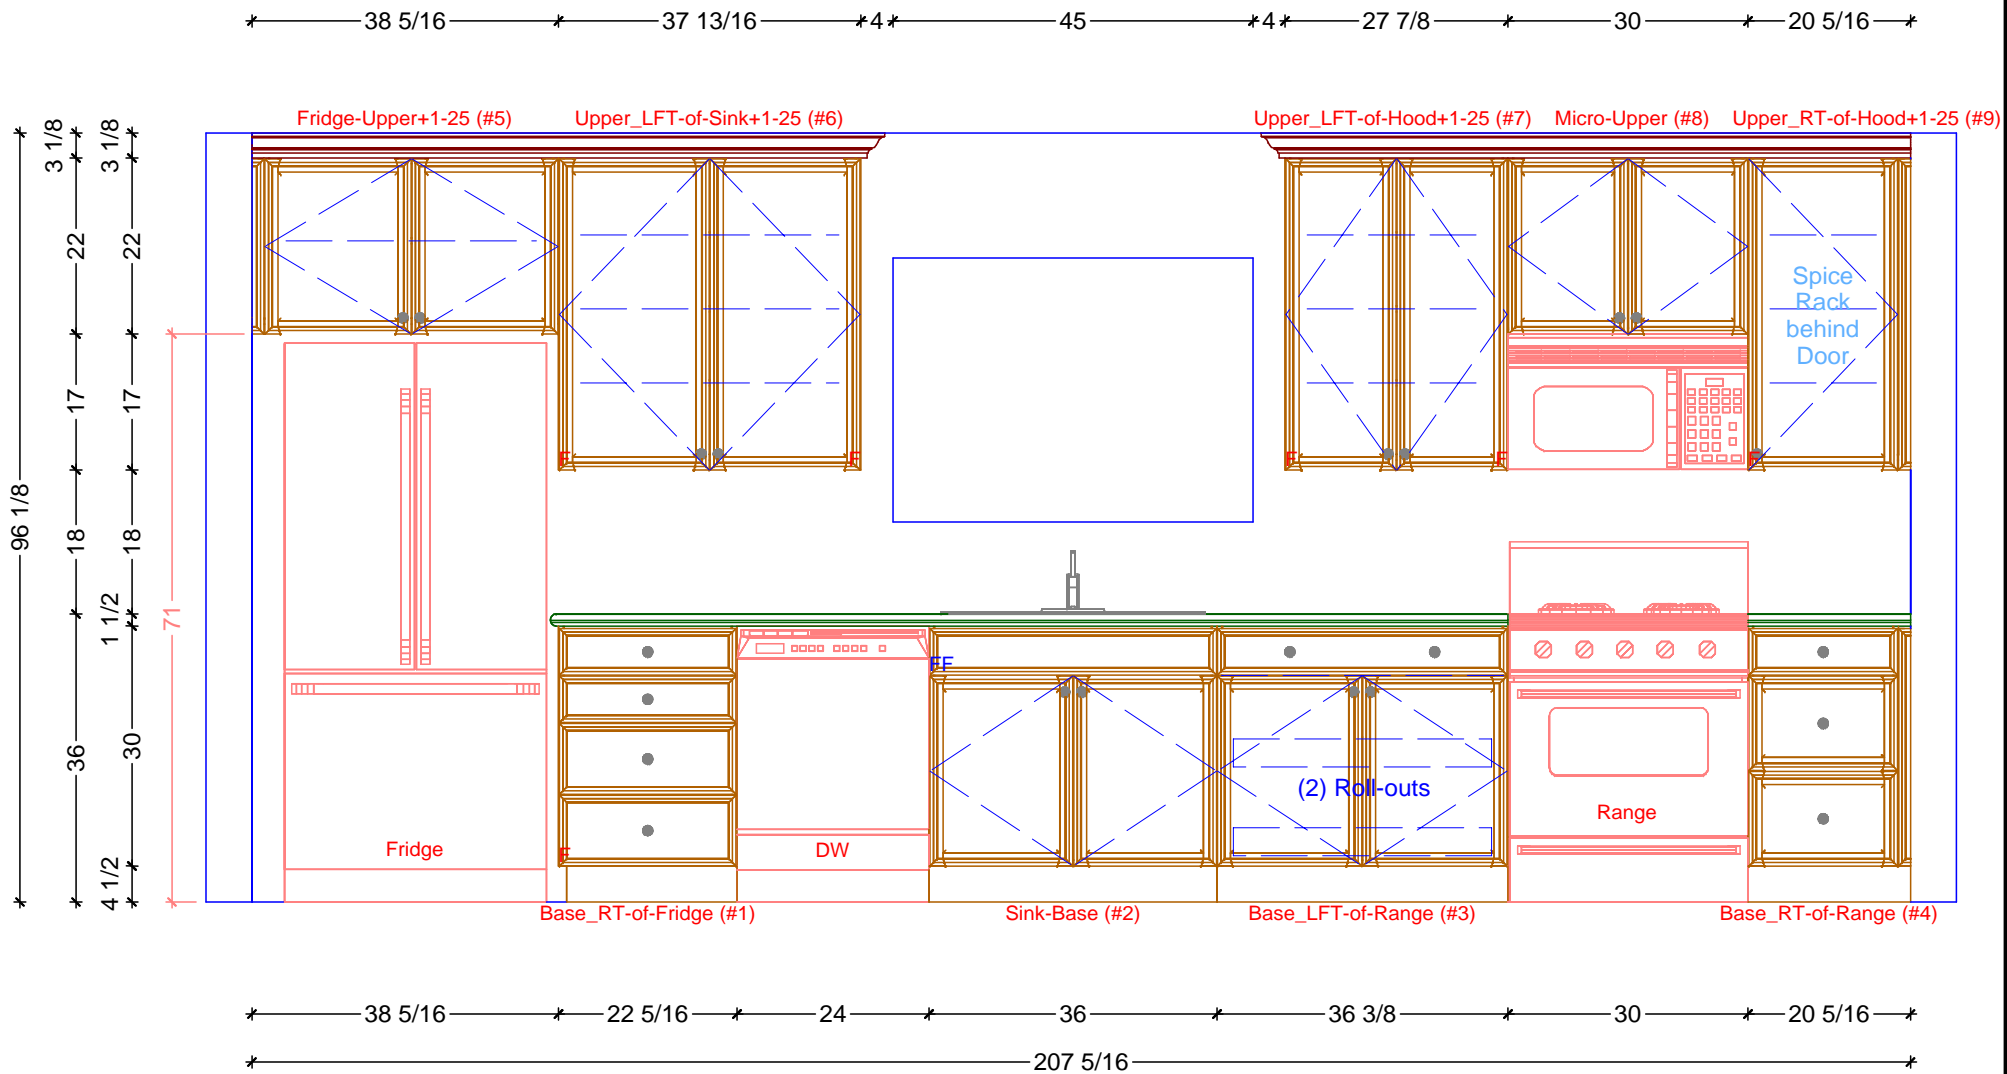 38 5/16
37 13/16
4
45
4
27 7/8
30
20 5/16
Fridge-Upper+1-25 (#5)
Upper_LFT-of-Sink+1-25 (#6)
Upper_LFT-of-Hood+1-25 (#7)
Micro-Upper (#8)
Upper_RT-of-Hood+1-25 (#9)
96 1/8
3 1/8
22
17
18
36
3 1/8
22
17
18
1 1/2
30
4 1/2
71
Spice
Rack
behind
Door
F
F
F
F
F
FF
(2) Roll-outs
Range
Fridge
F
DW
Base_RT-of-Fridge (#1)
Sink-Base (#2)
Base_LFT-of-Range (#3)
Base_RT-of-Range (#4)
38 5/16
22 5/16
24
36
36 3/8
30
20 5/16
207 5/16